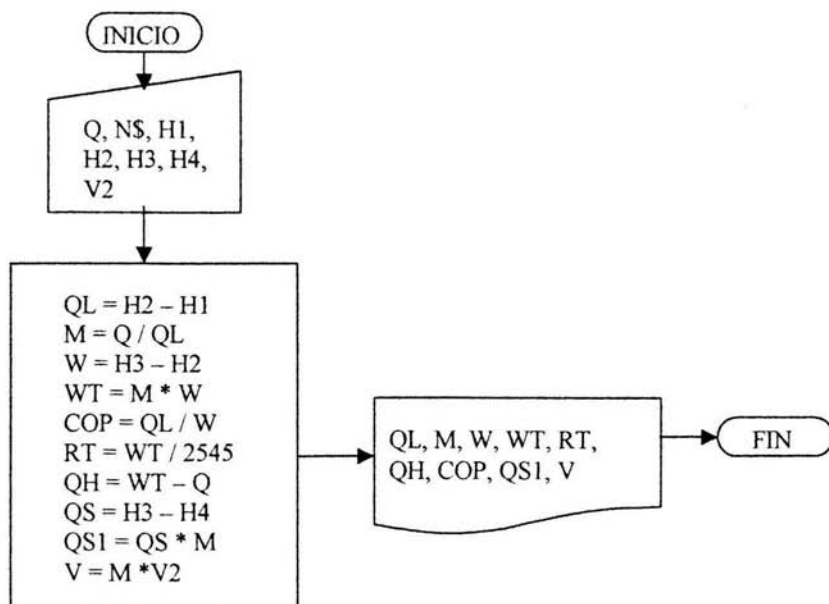 INICIO
Q, N$, H1,
H2, H3, H4,
V2
QL = H2 – H1
M = Q / QL
W = H3 – H2
WT = M * W
COP = QL / W
RT = WT / 2545
QH = WT – Q
QS = H3 – H4
QS1 = QS * M
V = M *V2
QL, M, W, WT, RT,
QH, COP, QS1, V
FIN